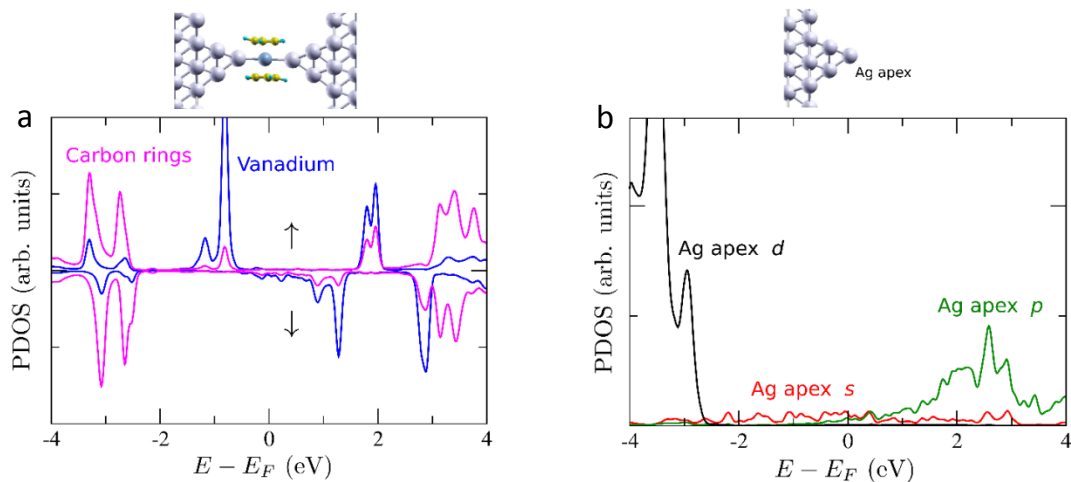 Ag apex
a
Carbon rings
Vanadium
↑
↓
PDOS (arb. units)
-4
-2
0
2
4
E − E_F (eV)
b
Ag apex d
Ag apex p
Ag apex s
PDOS (arb. units)
-4
-2
0
2
4
E − E_F (eV)